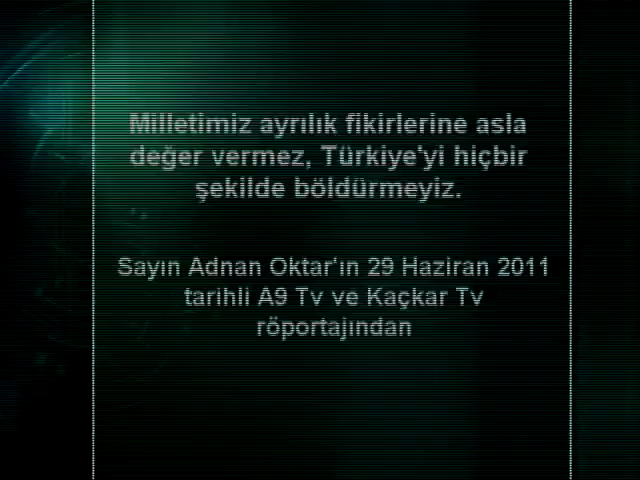 Milletimiz ayrılık fikirlerine asla
değer vermez, Türkiye'yi hiçbir
şekilde böldürmeyiz.
Sayın Adnan Oktar'ın 29 Haziran 2011
tarihli A9 Tv ve Kaçkar Tv
röportajından